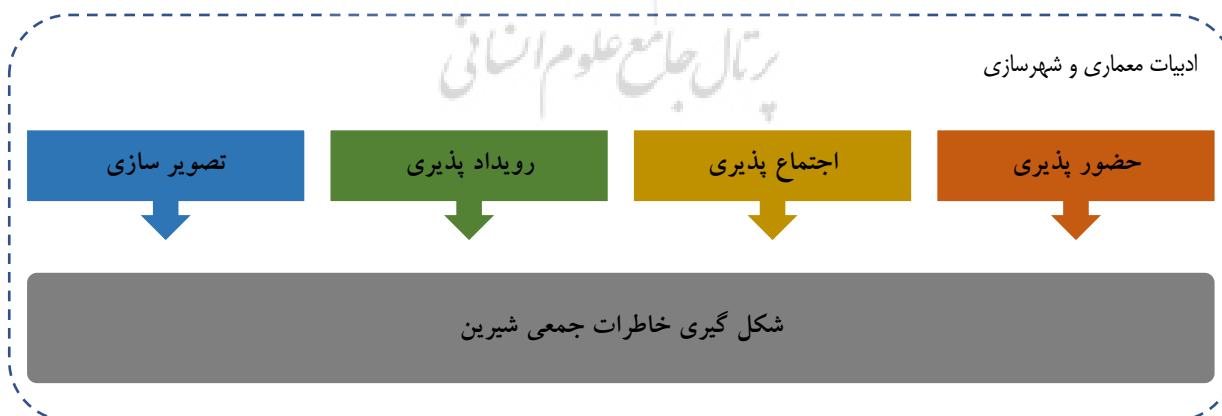 پرتال جامع علوم انسانی
ادبیات معماری و شهرسازی
حضور پذیری
اجتماع پذیری
رویداد پذیری
تصویر سازی
شکل گیری خاطرات جمعی شیرین